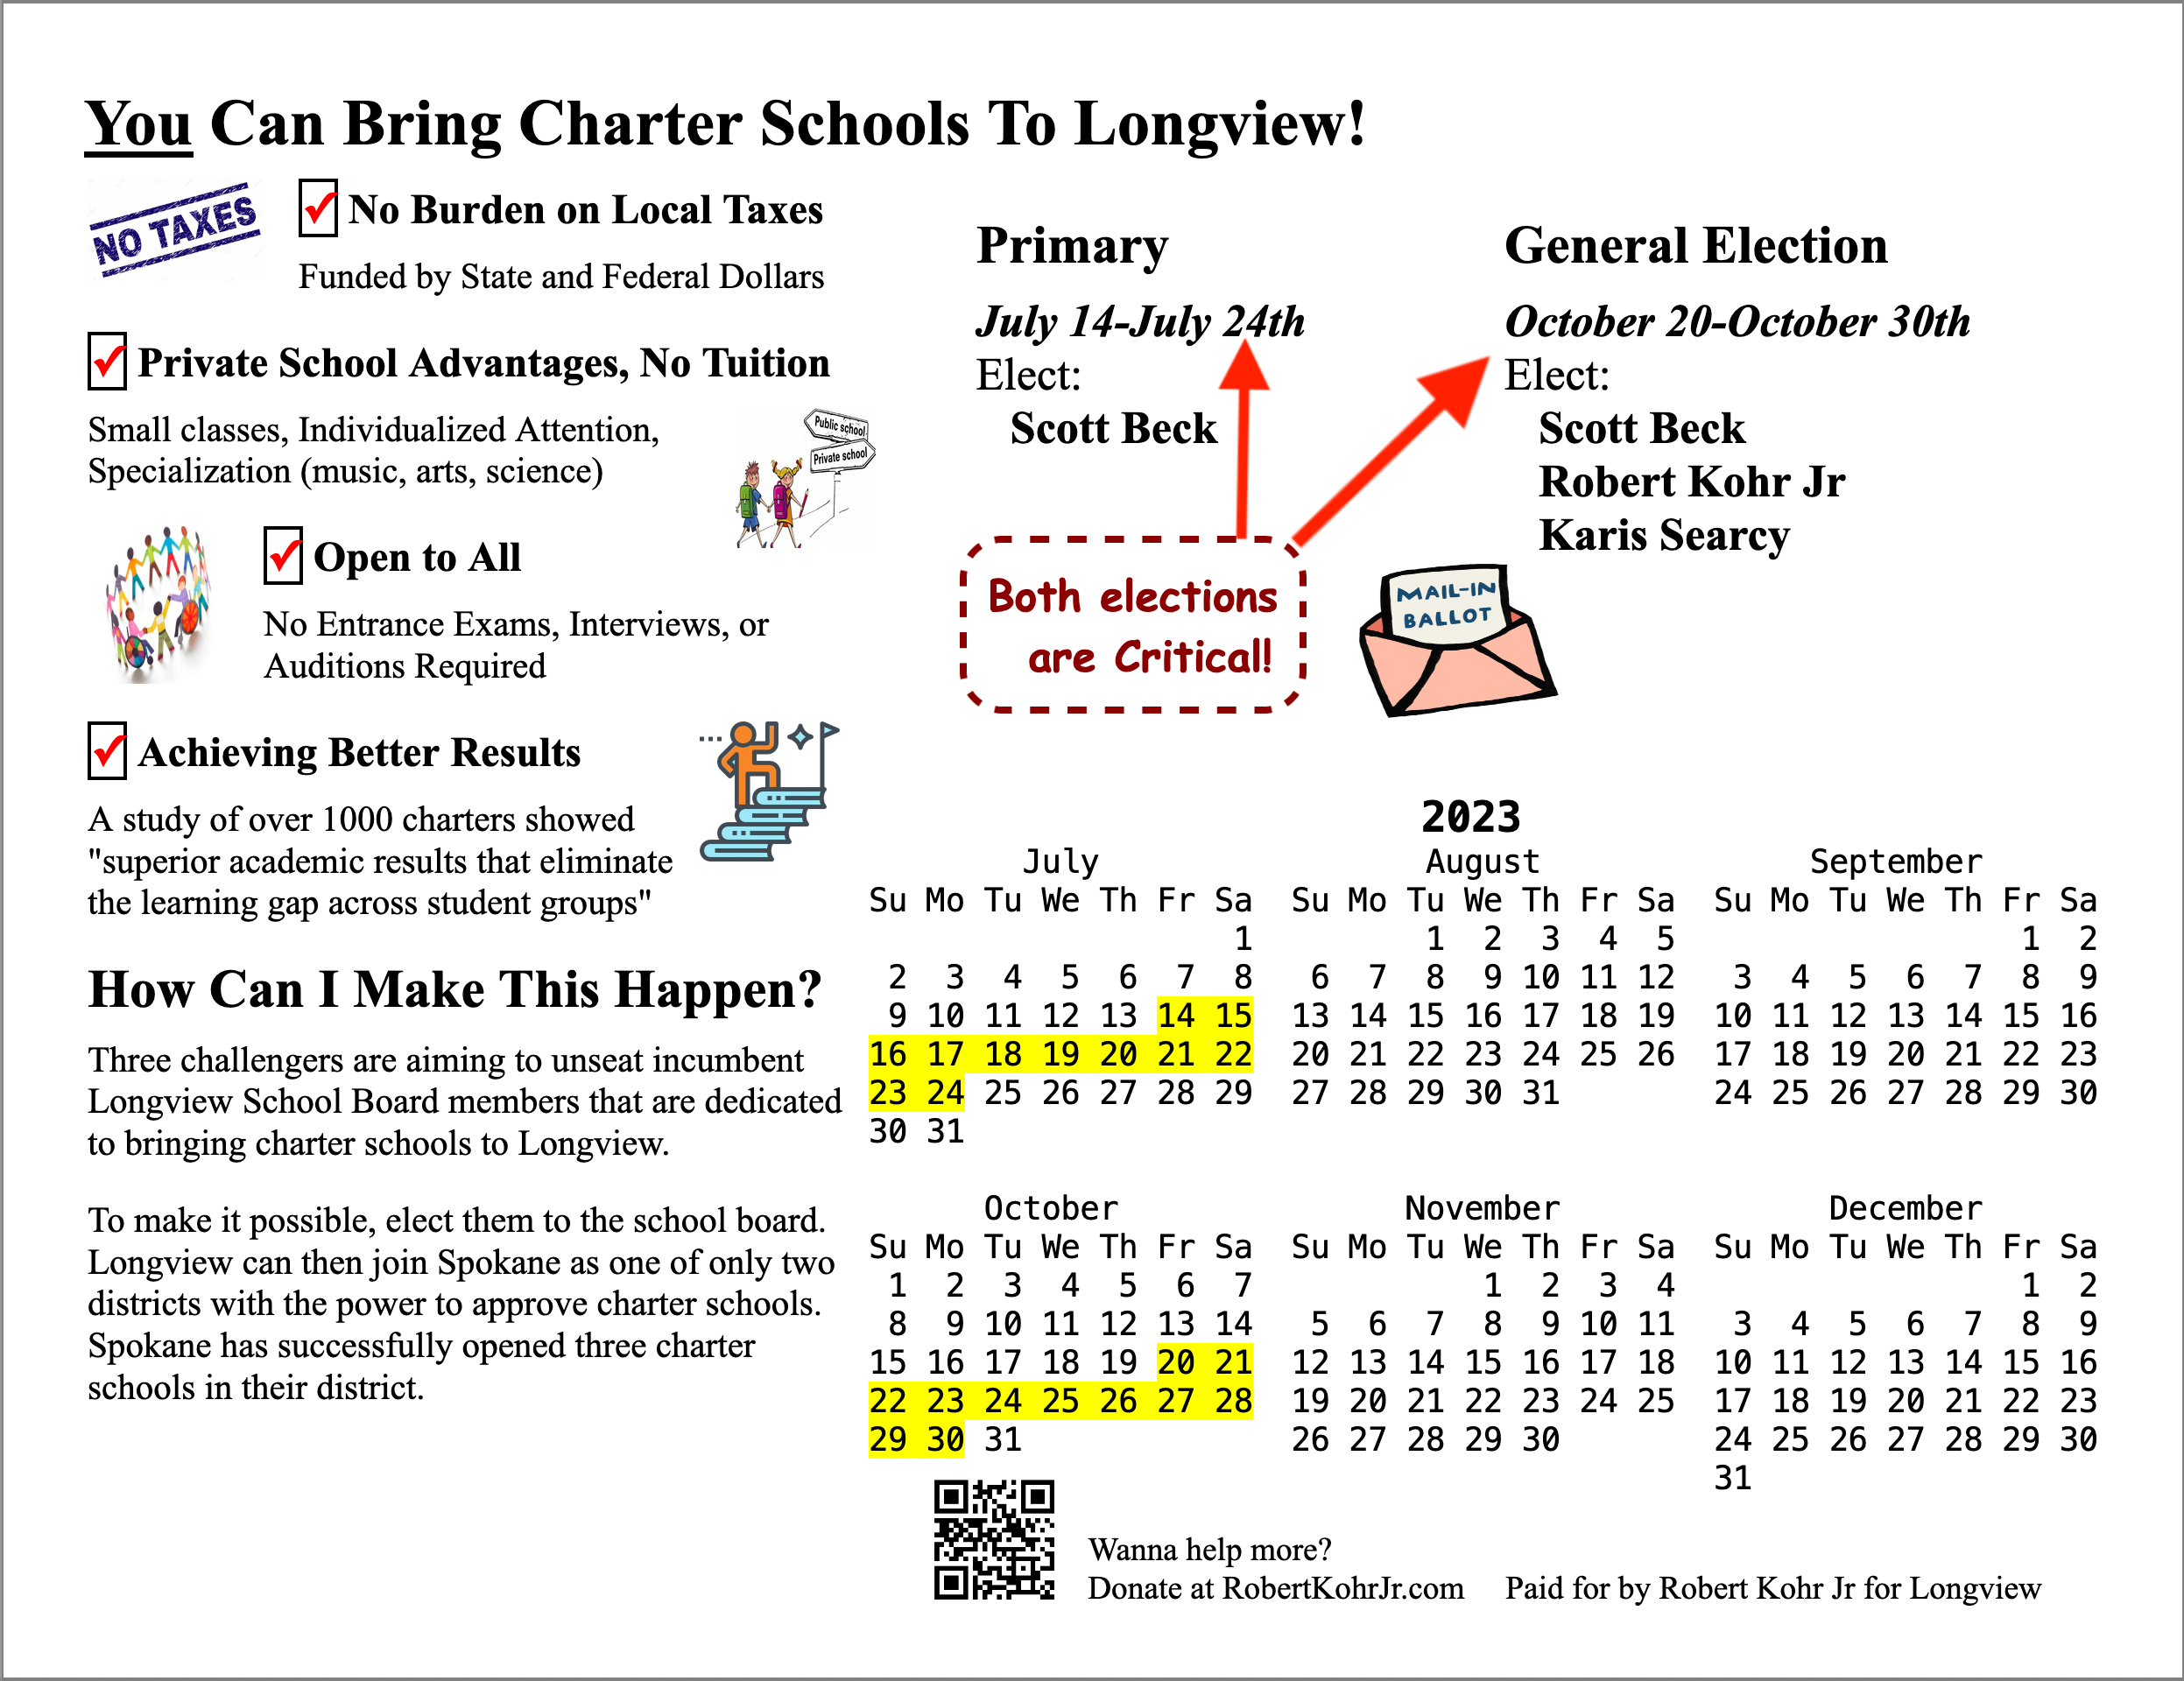 You Can Bring Charter Schools To Longview!
NO TAXES
No Burden on Local Taxes
Funded by State and Federal Dollars
Private School Advantages, No Tuition
Small classes, Individualized Attention,
Specialization (music, arts, science)
Public school
Private school
Open to All
No Entrance Exams, Interviews, or
Auditions Required
Achieving Better Results
A study of over 1000 charters showed
"superior academic results that eliminate
the learning gap across student groups"
How Can I Make This Happen?
Three challengers are aiming to unseat incumbent
Longview School Board members that are dedicated
to bringing charter schools to Longview.
To make it possible, elect them to the school board.
Longview can then join Spokane as one of only two
districts with the power to approve charter schools.
Spokane has successfully opened three charter
schools in their district.
Primary
July 14-July 24th
Elect:
Scott Beck
General Election
October 20-October 30th
Elect:
Scott Beck
Robert Kohr Jr
Karis Searcy
Both elections
are Critical!
MAIL-IN
BALLOT
2023
July
Su Mo Tu We Th Fr Sa
1
2 3 4 5 6 7 8
9 10 11 12 13 14 15
16 17 18 19 20 21 22
23 24 25 26 27 28 29
30 31
August
Su Mo Tu We Th Fr Sa
1 2 3 4 5
6 7 8 9 10 11 12
13 14 15 16 17 18 19
20 21 22 23 24 25 26
27 28 29 30 31
September
Su Mo Tu We Th Fr Sa
1 2
3 4 5 6 7 8 9
10 11 12 13 14 15 16
17 18 19 20 21 22 23
24 25 26 27 28 29 30
October
Su Mo Tu We Th Fr Sa
1 2 3 4 5 6 7
8 9 10 11 12 13 14
15 16 17 18 19 20 21
22 23 24 25 26 27 28
29 30 31
November
Su Mo Tu We Th Fr Sa
1 2 3 4
5 6 7 8 9 10 11
12 13 14 15 16 17 18
19 20 21 22 23 24 25
26 27 28 29 30
December
Su Mo Tu We Th Fr Sa
1 2
3 4 5 6 7 8 9
10 11 12 13 14 15 16
17 18 19 20 21 22 23
24 25 26 27 28 29 30
31
Wanna help more?
Donate at RobertKohrJr.com
Paid for by Robert Kohr Jr for Longview